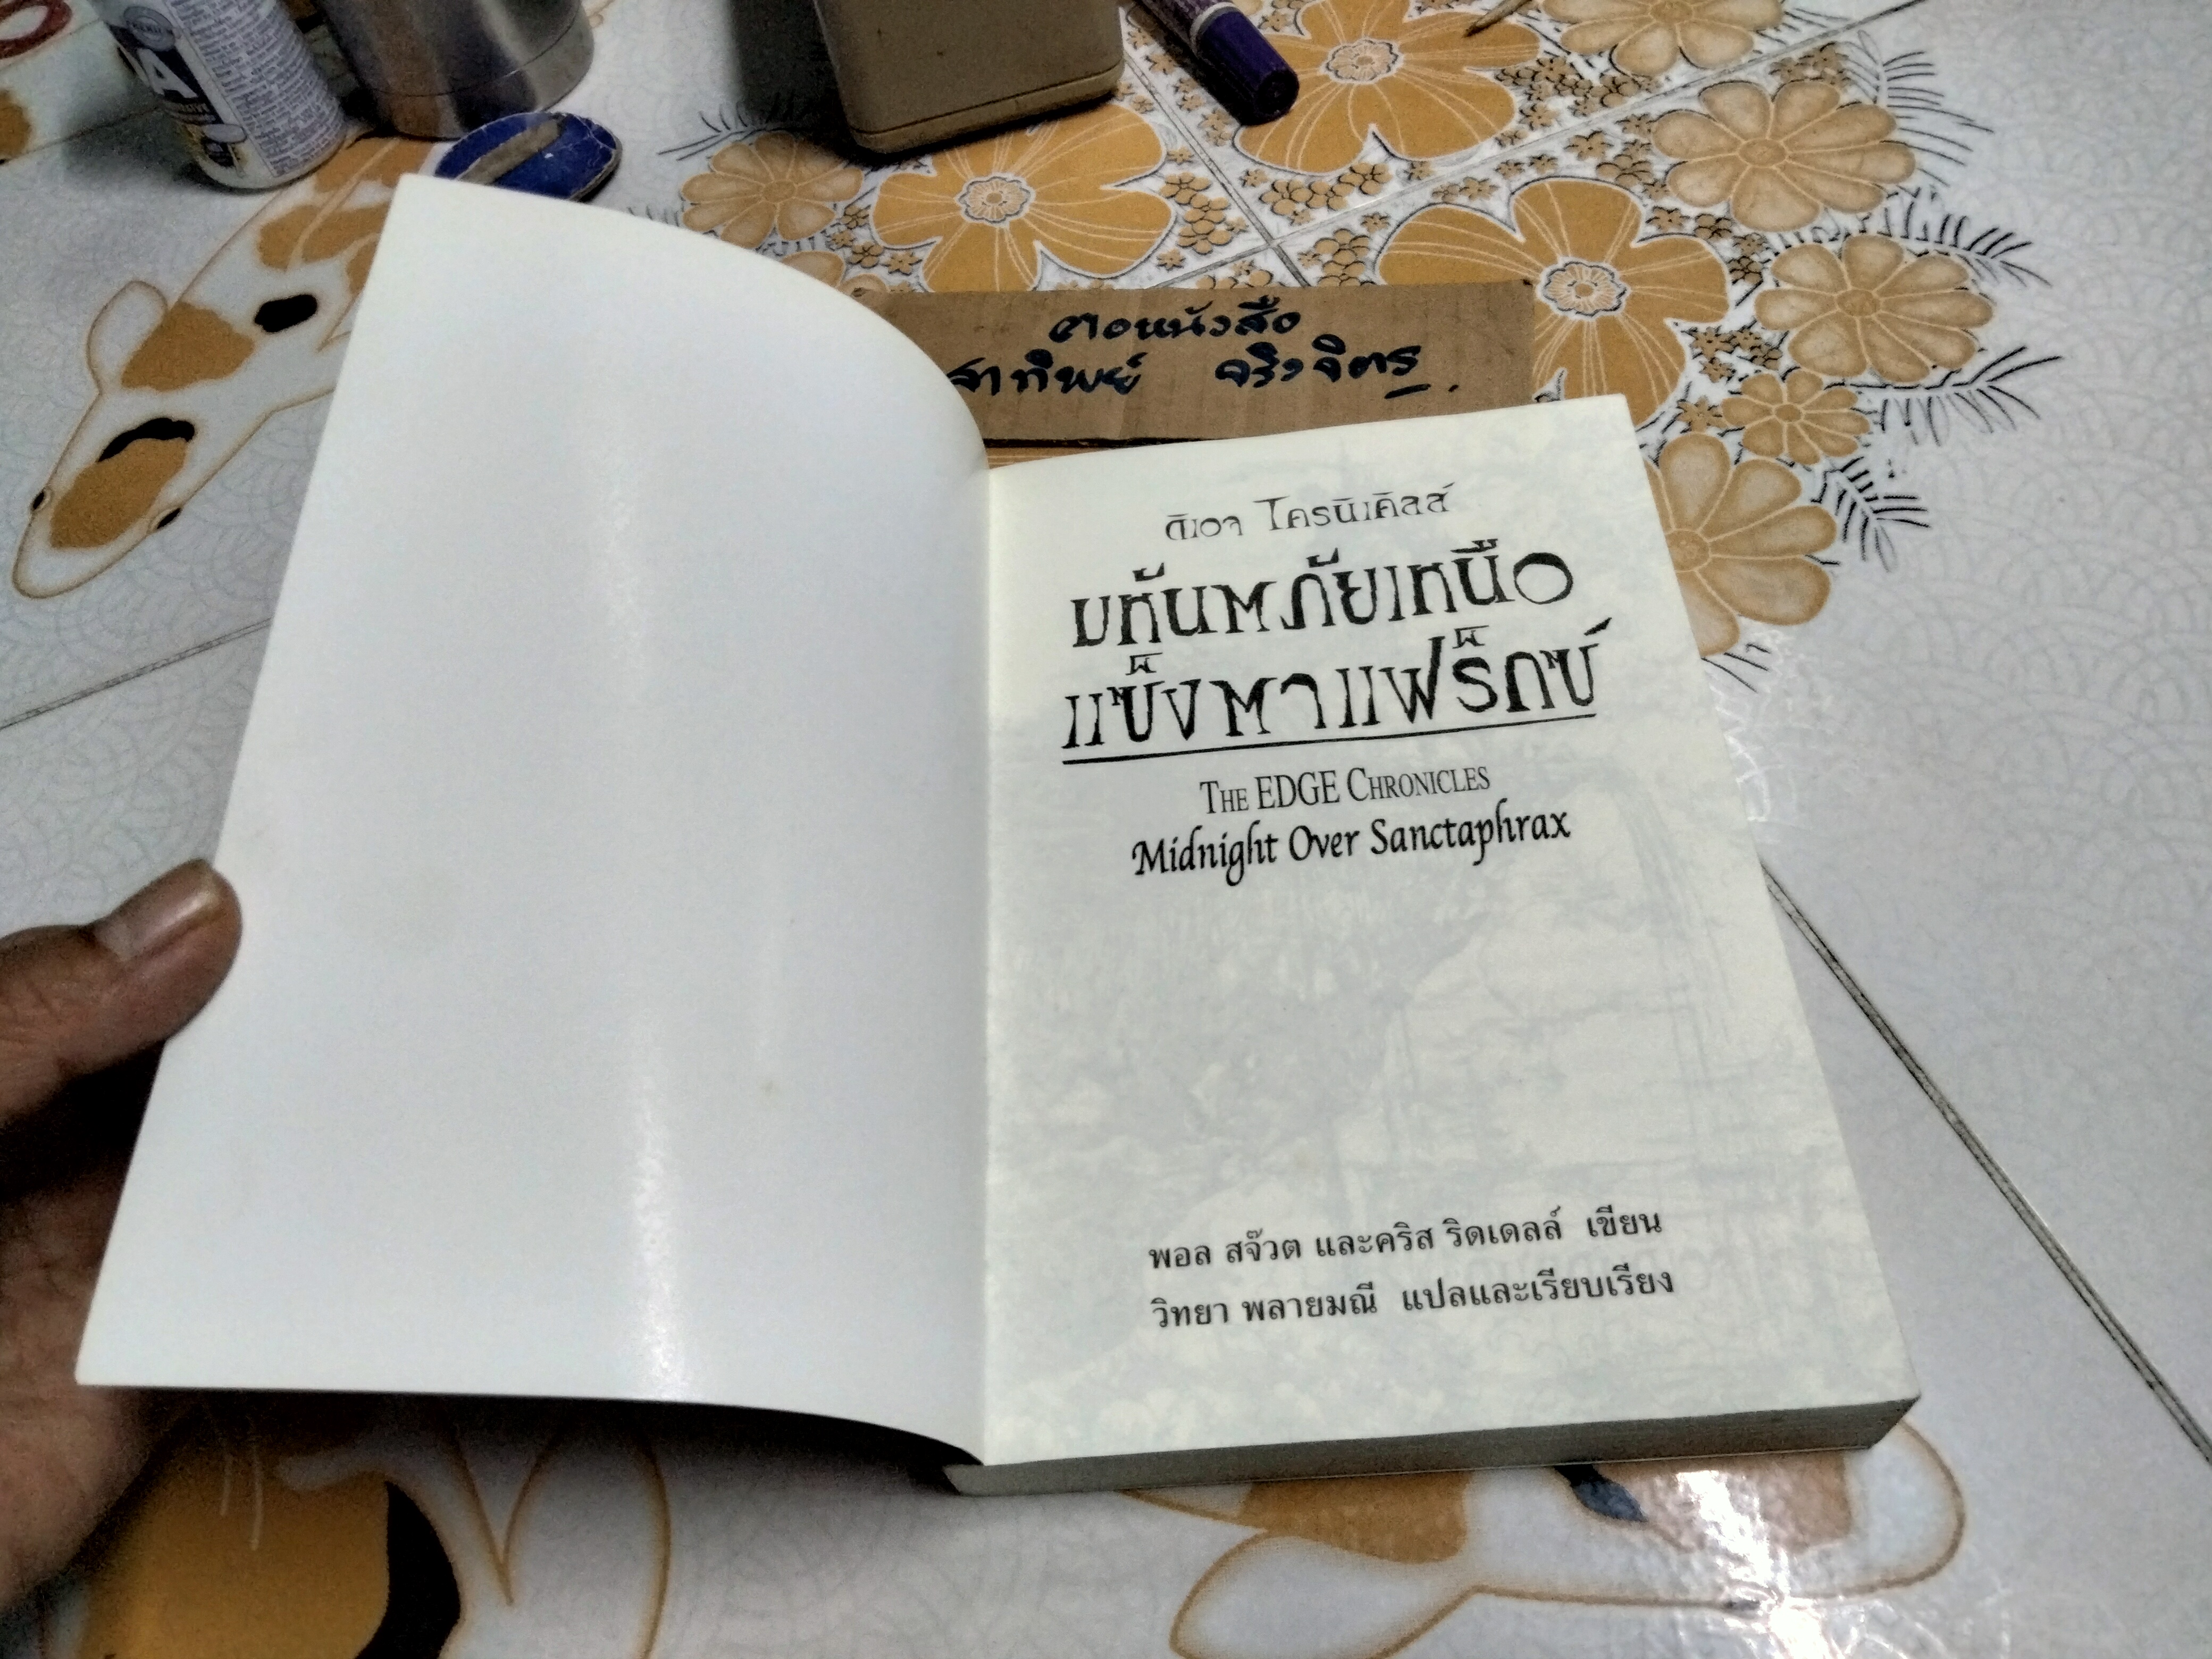 ตอหนังสือ
สาทิพย์ จริงจิตร
ดิเอจ โครนิเคิลส์
มหันตภัยเหนือ
แซ็งตาแฟร็กซ์
THE EDGE CHRONICLES
Midnight Over Sanctaphrax
พอล สจ๊วต และคริส ริดเดลล์ เขียน
วิทยา พลายมณี แปลและเรียบเรียง